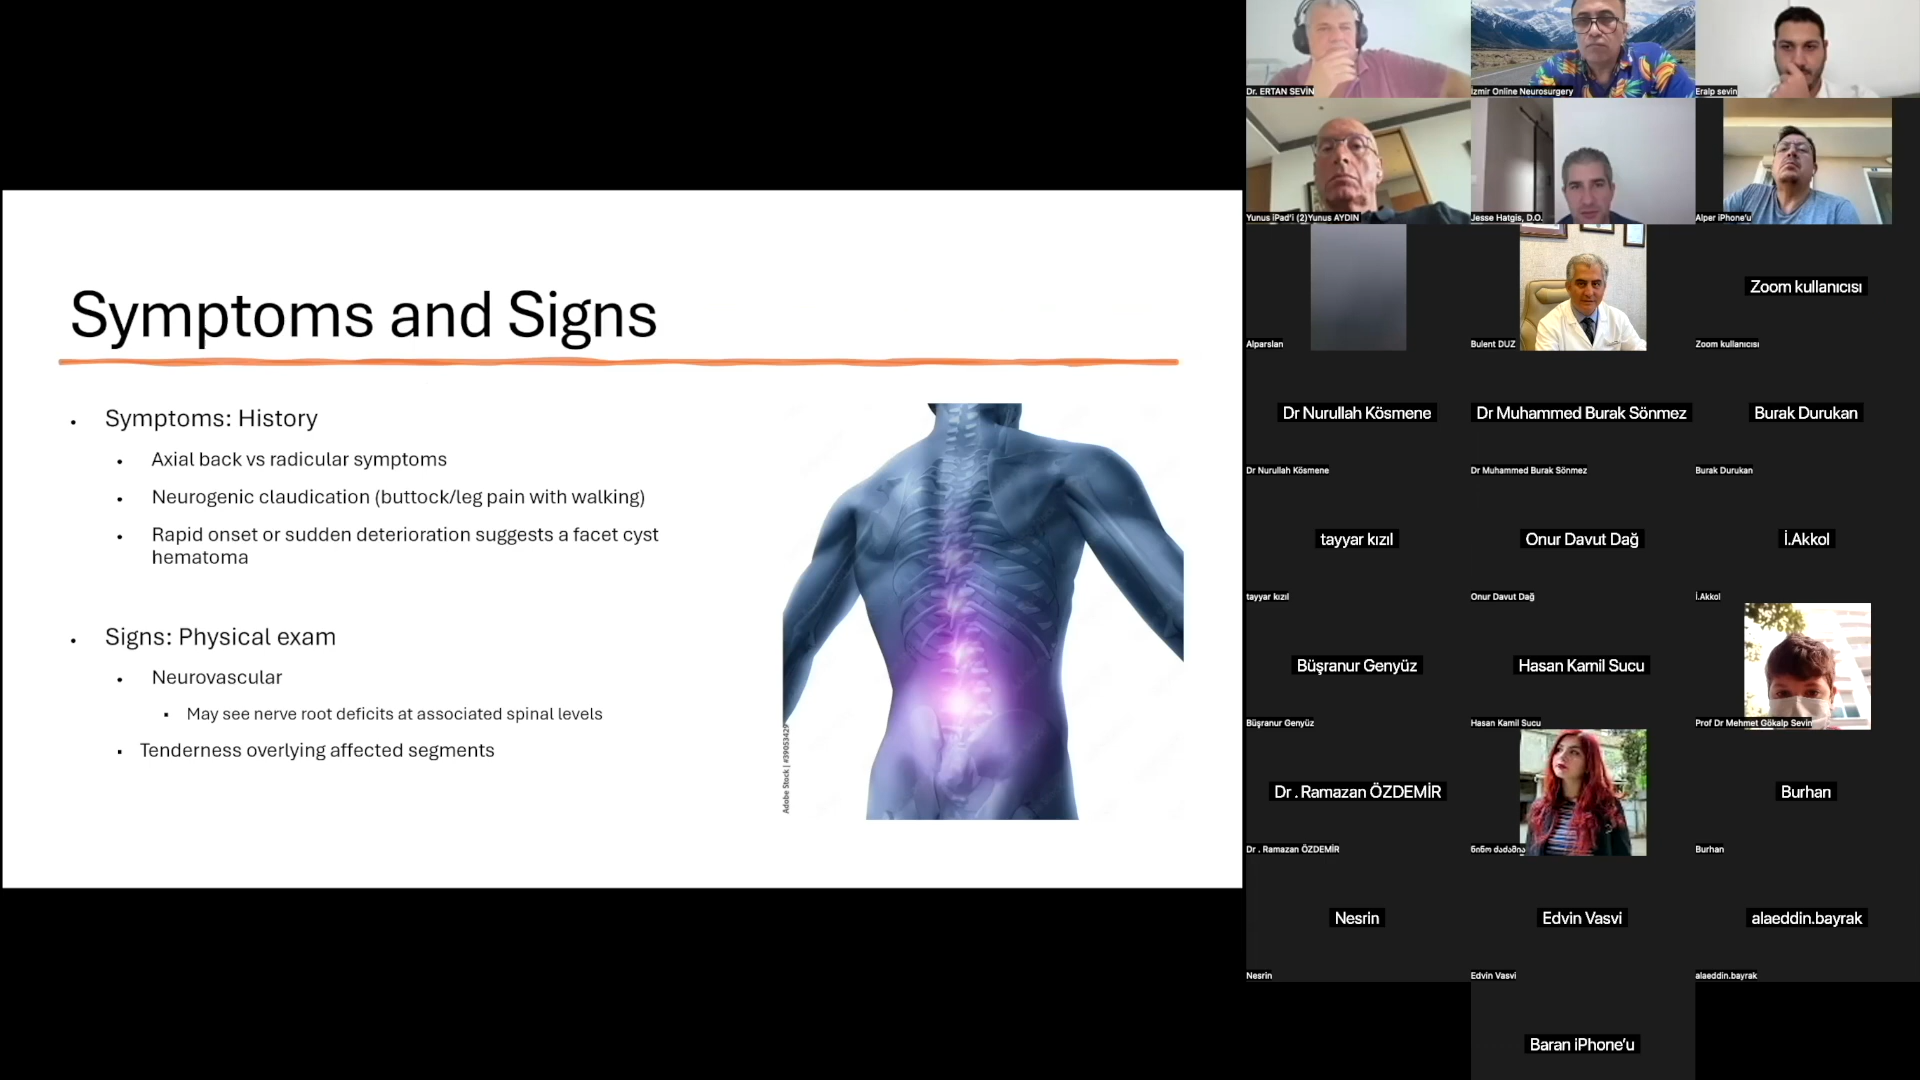 Symptoms and Signs
Symptoms: History
Axial back vs radicular symptoms
Neurogenic claudication (buttock/leg pain with walking)
Rapid onset or sudden deterioration suggests a facet cyst
hematoma
Signs: Physical exam
Neurovascular
May see nerve root deficits at associated spinal levels
Tenderness overlying affected segments
Adobe Stock | #39053429
Dr. ERTAN SEVİN
Izmir Online Neurosurgery
Eralp sevin
Yunus iPad'i (2)Yunus AYDIN
Jesse Hatgis, D.O.
Alper iPhone'u
Alparslan
Bulent DUZ
Zoom kullanıcısı
Zoom kullanıcısı
Dr Nurullah Kösmene
Dr Muhammed Burak Sönmez
Burak Durukan
Dr Nurullah Kösmene
Dr Muhammed Burak Sönmez
Burak Durukan
tayyar kızıl
Onur Davut Dağ
İ.Akkol
tayyar kızıl
Onur Davut Dağ
İ.Akkol
Büşranur Genyüz
Hasan Kamil Sucu
Büşranur Genyüz
Hasan Kamil Sucu
Prof Dr Mehmet Gökalp Sevin
Dr . Ramazan ÖZDEMİR
Burhan
Dr . Ramazan ÖZDEMİR
ნინო ძაძამია
Burhan
Nesrin
Edvin Vasvi
alaeddin.bayrak
Nesrin
Edvin Vasvi
alaeddin.bayrak
Baran iPhone'u